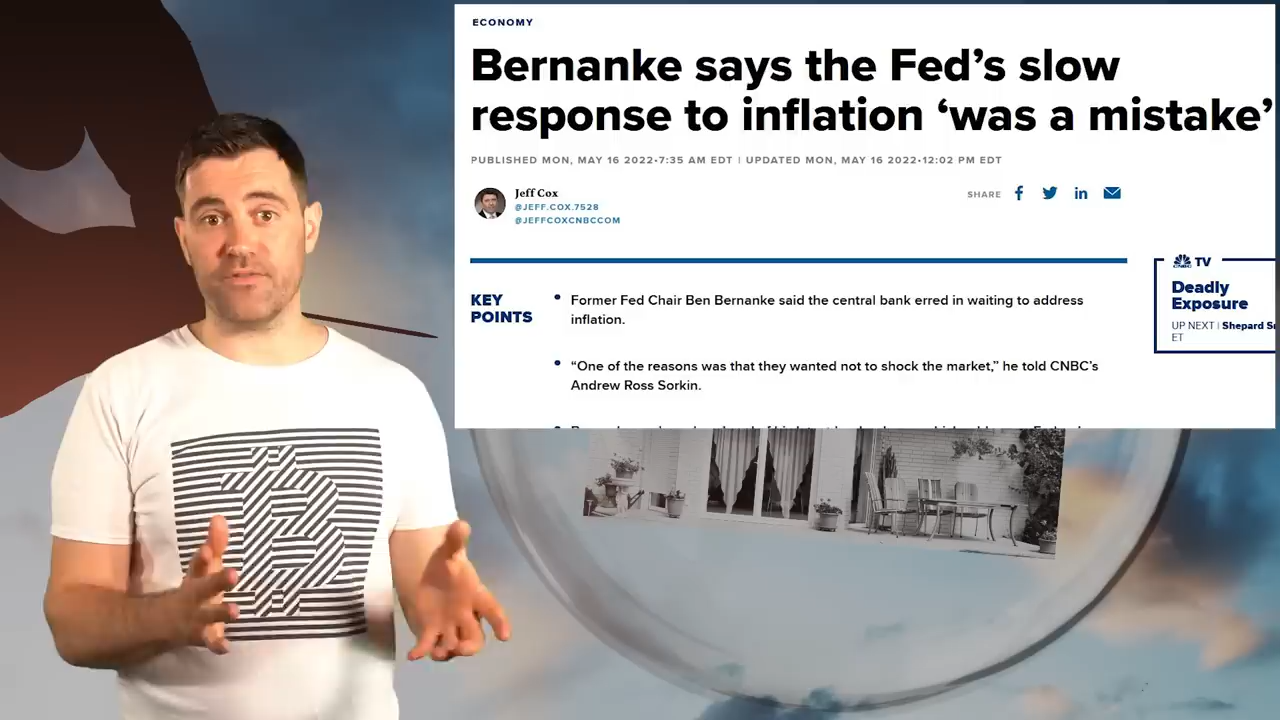 ECONOMY
Bernanke says the Fed’s slow
response to inflation ‘was a mistake’
PUBLISHED MON, MAY 16 2022•7:35 AM EDT | UPDATED MON, MAY 16 2022•12:02 PM EDT
Jeff Cox
@JEFF.COX.7528
@JEFFCOXCNBCCOM
SHARE
KEY
POINTS
• Former Fed Chair Ben Bernanke said the central bank erred in waiting to address
inflation.
• “One of the reasons was that they wanted not to shock the market,” he told CNBC’s
Andrew Ross Sorkin.
TV
Deadly
Exposure
UP NEXT | Shepard
ET